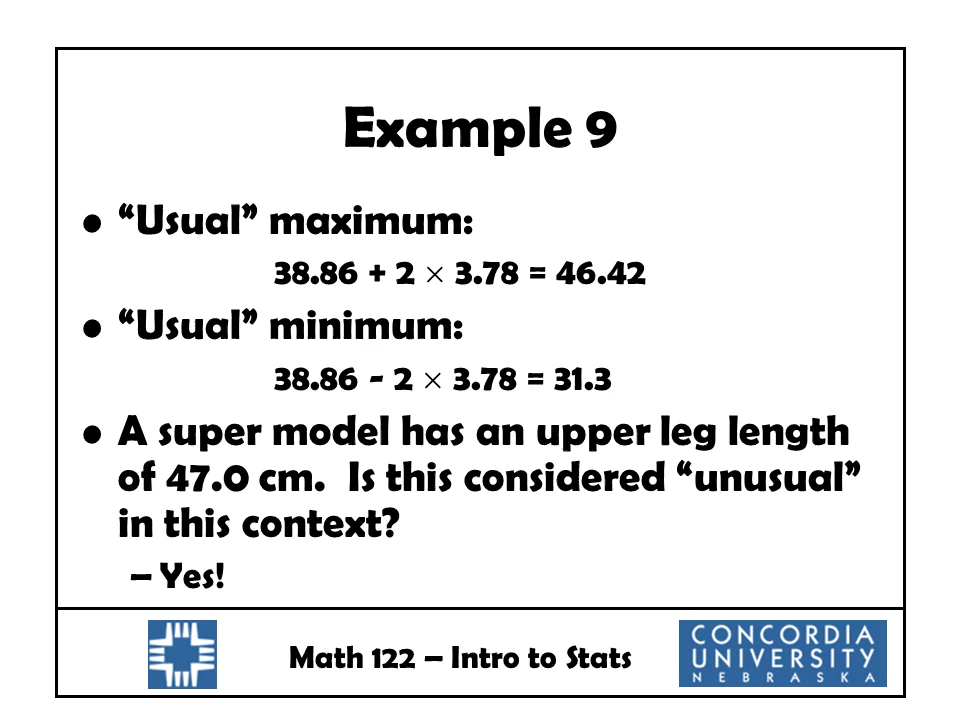 Example 9
• “Usual” maximum:
38.86 + 2 × 3.78 = 46.42
• “Usual” minimum:
38.86 - 2 × 3.78 = 31.3
• A super model has an upper leg length
of 47.0 cm.  Is this considered “unusual”
in this context?
– Yes!
Math 122 – Intro to Stats
CONCORDIA
UNIVERSITY
NEBRASKA